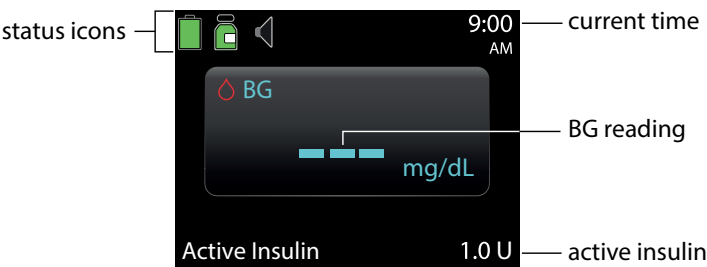 status icons
9:00
AM
current time
BG
BG reading
mg/dL
Active Insulin
1.0 U
active insulin